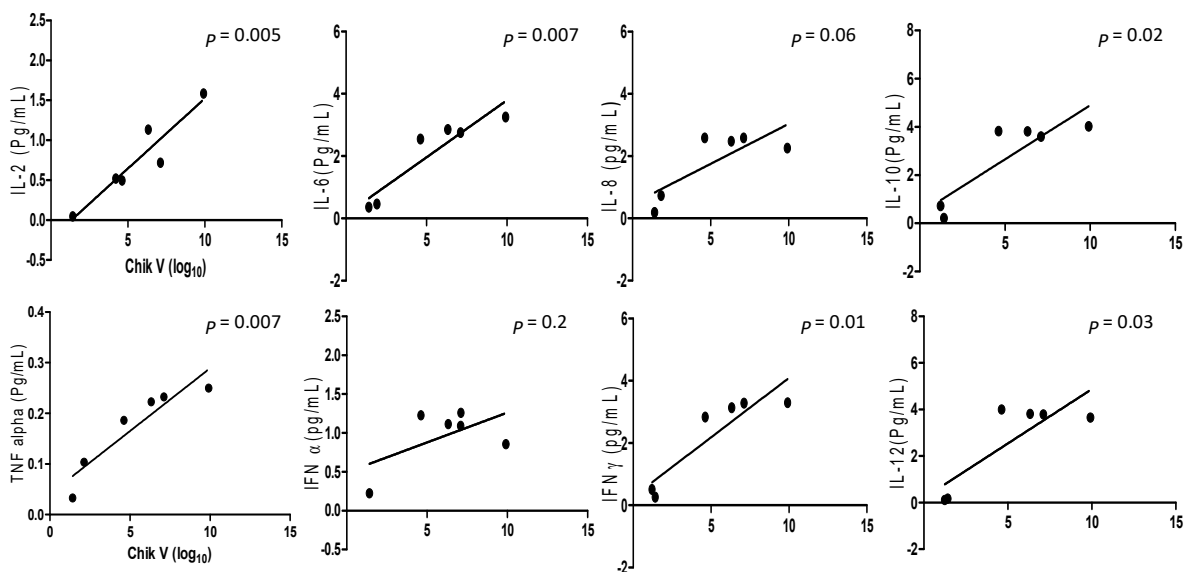 P = 0.005
IL-2 (Pg/mL)
2.5
2.0
1.5
1.0
0.5
0.0
-0.5
5 10 15
Chik V (log10)
P = 0.007
IL-6 (Pg/mL)
6
4
2
0
-2
5 10 15
P = 0.06
IL-8 (pg/mL)
6
4
2
0
-2
5 10 15
P = 0.02
IL-10(Pg/mL)
8
6
4
2
0
-2
5 10 15
P = 0.007
TNF alpha (Pg/mL)
0.4
0.3
0.2
0.1
0.0
0 5 10 15
Chik V (log10)
P = 0.2
IFN α (pg/mL)
2.5
2.0
1.5
1.0
0.5
0.0
-0.5
5 10 15
P = 0.01
IFN γ (pg/mL)
6
4
2
0
-2
5 10 15
P = 0.03
IL-12(Pg/mL)
8
6
4
2
0
-2
5 10 15